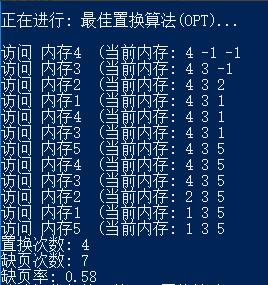 正在进行: 最佳置换算法(OPT)...
访问 内存4  (当前内存: 4 -1 -1
访问 内存3  (当前内存: 4 3 -1
访问 内存2  (当前内存: 4 3 2
访问 内存1  (当前内存: 4 3 1
访问 内存4  (当前内存: 4 3 1
访问 内存3  (当前内存: 4 3 1
访问 内存5  (当前内存: 4 3 5
访问 内存4  (当前内存: 4 3 5
访问 内存3  (当前内存: 4 3 5
访问 内存2  (当前内存: 2 3 5
访问 内存1  (当前内存: 1 3 5
访问 内存5  (当前内存: 1 3 5
置换次数: 4
缺页次数: 7
缺页率: 0.58